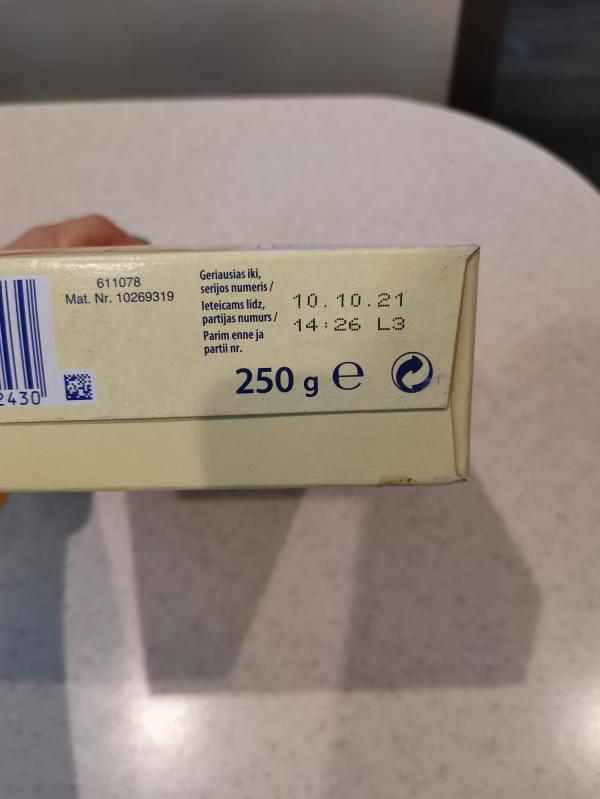 611078
Mat. Nr. 10269319
2430
Geriausias iki,
serijos numeris /
Ieteicams līdz,
partijas numurs /
Parim enne ja
partii nr.
10.10.21
14:26 L3
250 g e